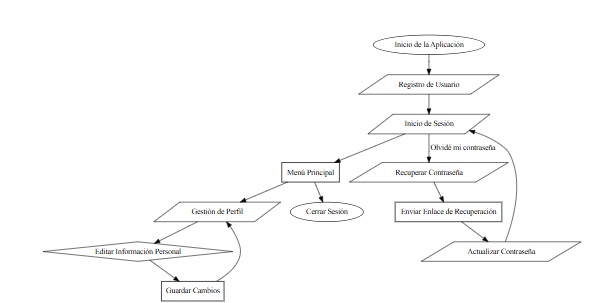 Inicio de la Aplicación
Registro de Usuario
Inicio de Sesión
Olvidé mi contraseña
Menú Principal
Recuperar Contraseña
Gestión de Perfil
Cerrar Sesión
Enviar Enlace de Recuperación
Editar Información Personal
Actualizar Contraseña
Guardar Cambios